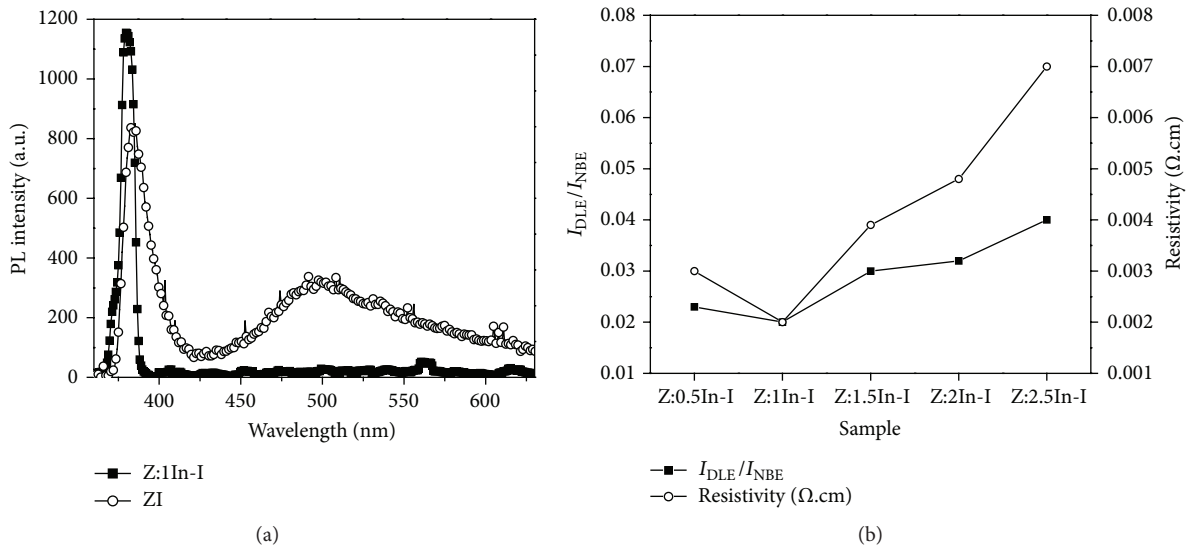 1200
1000
800
600
400
200
0
400
450
500
550
600
PL intensity (a.u.)
Wavelength (nm)
Z:1In-I
ZI
(a)
0.08
0.07
0.06
0.05
0.04
0.03
0.02
0.01
I_DLE/I_NBE
0.008
0.007
0.006
0.005
0.004
0.003
0.002
0.001
Resistivity (Ω.cm)
Z:0.5In-I Z:1In-I Z:1.5In-I Z:2In-I Z:2.5In-I
Sample
I_DLE/I_NBE
Resistivity (Ω.cm)
(b)